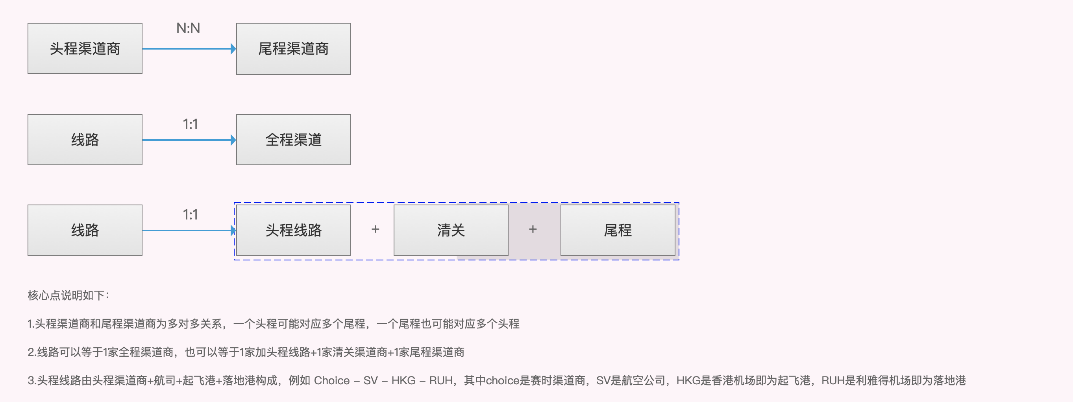 N:N
头程渠道商
尾程渠道商
1:1
线路
全程渠道
1:1
线路
头程线路
+
清关
+
尾程
核心点说明如下：
1.头程渠道商和尾程渠道商为多对多关系，一个头程可能对应多个尾程，一个尾程也可能对应多个头程
2.线路可以等于1家全程渠道商，也可以等于1家加头程线路+1家清关渠道商+1家尾程渠道商
3.头程线路由头程渠道商+航司+起飞港+落地港构成，例如 Choice – SV – HKG – RUH，其中choice是赛时渠道商，SV是航空公司，HKG是香港机场即为起飞港，RUH是利雅得机场即为落地港